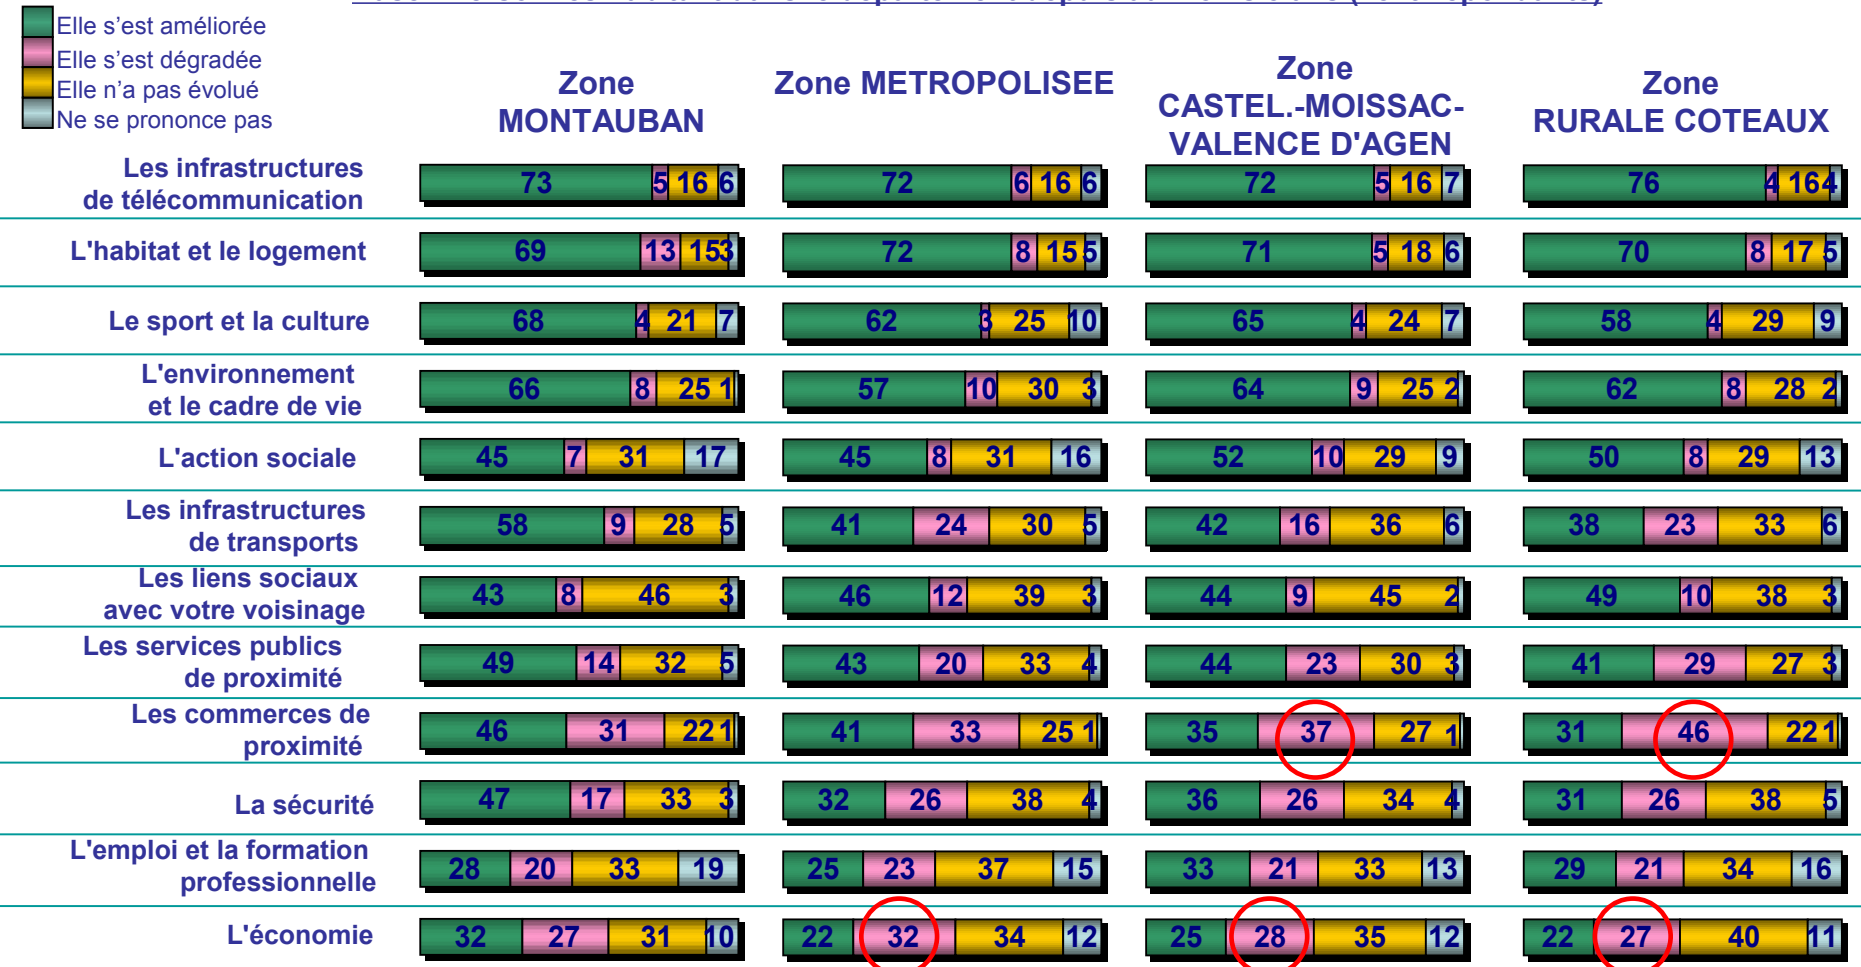 Elle s'est améliorée
Elle s'est dégradée
Elle n'a pas évolué
Ne se prononce pas
Zone
MONTAUBAN
Zone METROPOLISEE
Zone
CASTEL.-MOISSAC-
VALENCE D'AGEN
Zone
RURALE COTEAUX
Les infrastructures
de télécommunication
73 5 16 6 72 6 16 6 72 5 16 7 76 4 16 4
L'habitat et le logement 69 13 15 3 72 8 15 5 71 5 18 6 70 8 17 5
Le sport et la culture 68 4 21 7 62 3 25 10 65 4 24 7 58 4 29 9
L'environnement
et le cadre de vie
66 8 25 1 57 10 30 3 64 9 25 2 62 8 28 2
L'action sociale 45 7 31 17 45 8 31 16 52 10 29 9 50 8 29 13
Les infrastructures
de transports
58 9 28 5 41 24 30 5 42 16 36 6 38 23 33 6
Les liens sociaux
avec votre voisinage
43 8 46 3 46 12 39 3 44 9 45 2 49 10 38 3
Les services publics
de proximité
49 14 32 5 43 20 33 4 44 23 30 3 41 29 27 3
Les commerces de
proximité
46 31 22 1 41 33 25 1 35 37 27 1 31 46 22 1
La sécurité 47 17 33 3 32 26 38 4 36 26 34 4 31 26 38 5
L'emploi et la formation
professionnelle
28 20 33 19 25 23 37 15 33 21 33 13 29 21 34 16
L'économie 32 27 31 10 22 32 34 12 25 28 35 12 22 27 40 11